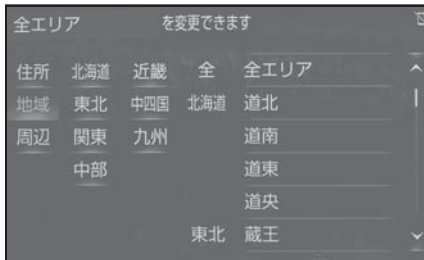 全エリア を変更できます
住所 北海道 近畿 全 全エリア
地域 東北 中四国 北海道 道北
周辺 関東 九州 道南
中部 道東
道央
東北 蔵王